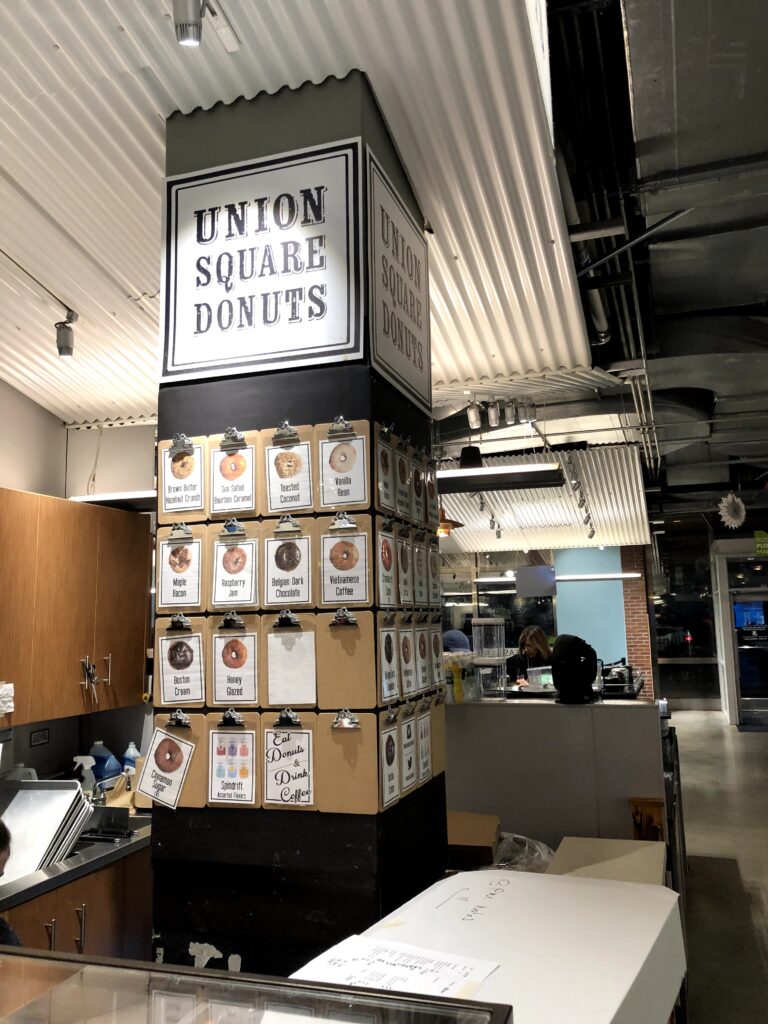 UNION
SQUARE
DONUTS
UNION
SQUARE
DONUTS
Brown Butter
Hazelnut Crunch
Sea Salted
Bourbon Caramel
Toasted
Coconut
Vanilla
Bean
Maple
Bacon
Raspberry
Jam
Belgian Dark
Chocolate
Vietnamese
Coffee
Boston
Cream
Honey
Glazed
Cinnamon
Sugar
Spindrift
Assorted Flavors
Eat
Donuts
&
Drink
Coffee